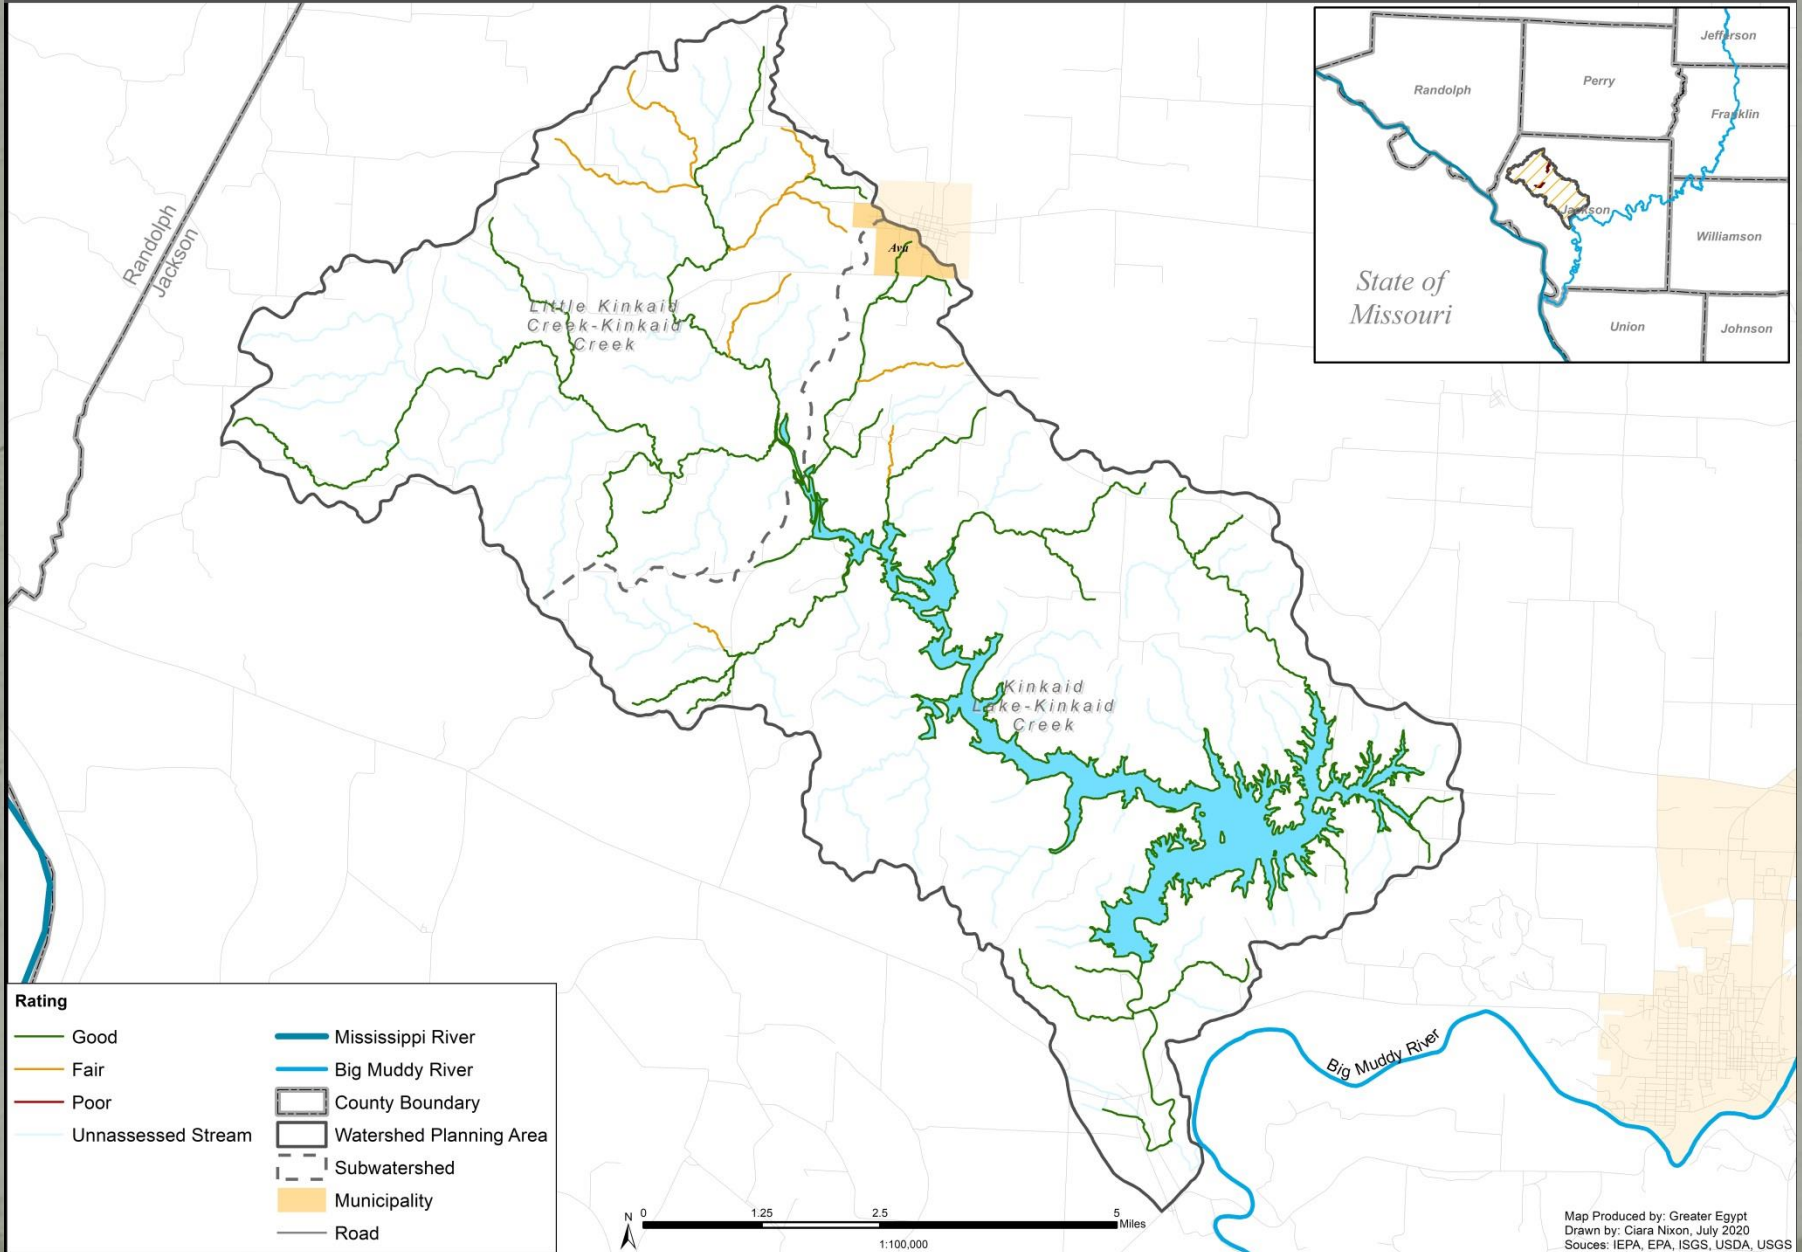 Randolph
Jackson
Little Kinkaid
Creek-Kinkaid
Creek
Ava
Kinkaid
Lake-Kinkaid
Creek
Big Muddy River
Jefferson
Randolph
Perry
Franklin
Jackson
Williamson
State of
Missouri
Union
Johnson
Rating
Good
Fair
Poor
Unnassessed Stream
Mississippi River
Big Muddy River
County Boundary
Watershed Planning Area
Subwatershed
Municipality
Road
N
0 1.25 2.5 5
Miles
1:100,000
Map Produced by: Greater Egypt
Drawn by: Ciara Nixon, July 2020
Souces: IEPA, EPA, ISGS, USDA, USGS